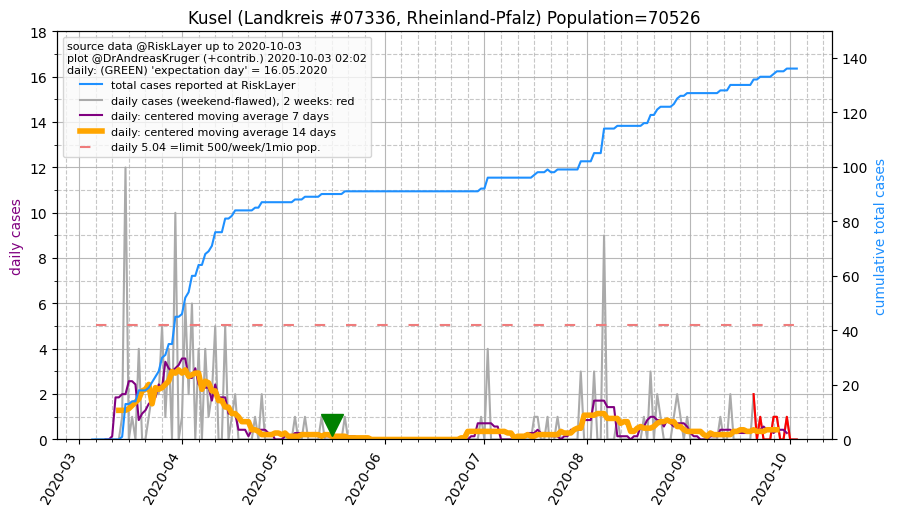 Kusel (Landkreis #07336, Rheinland-Pfalz) Population=70526
source data @RiskLayer up to 2020-10-03
plot @DrAndreasKruger (+contrib.) 2020-10-03 02:02
daily: (GREEN) 'expectation day' = 16.05.2020
total cases reported at RiskLayer
daily cases (weekend-flawed), 2 weeks: red
daily: centered moving average 7 days
daily: centered moving average 14 days
daily 5.04 =limit 500/week/1mio pop.
daily cases
18
16
14
12
10
8
6
4
2
0
cumulative total cases
140
120
100
80
60
40
20
0
2020-03
2020-04
2020-05
2020-06
2020-07
2020-08
2020-09
2020-10